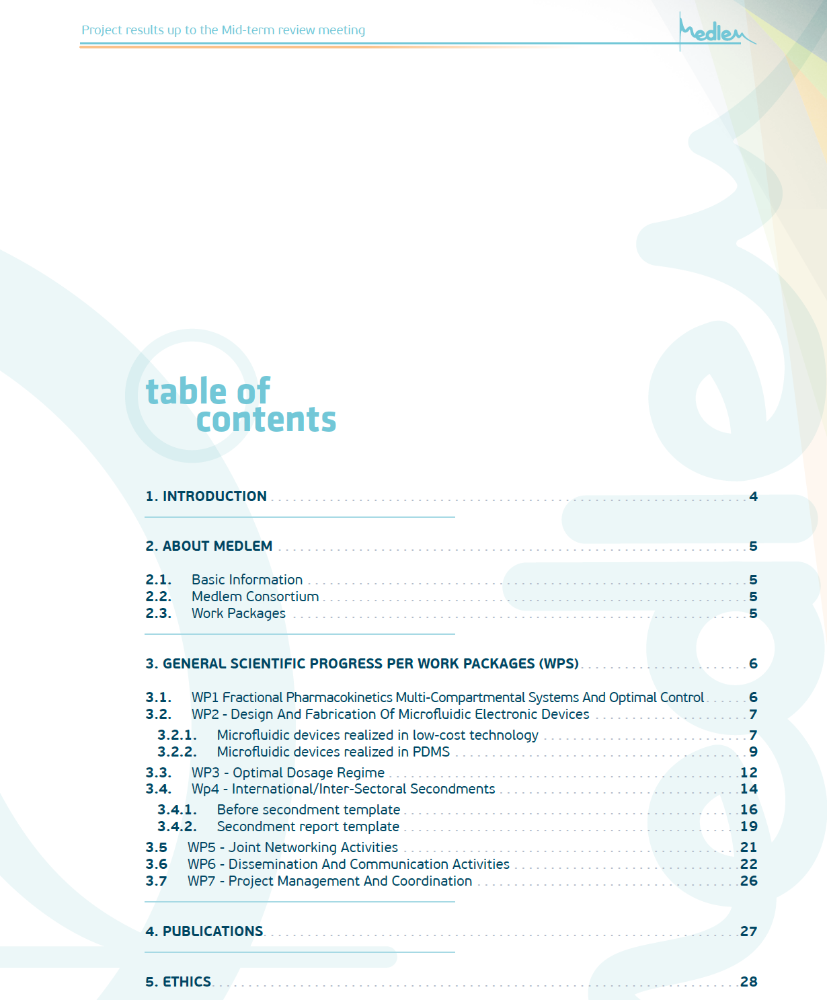 Project results up to the Mid-term review meeting
Medlem
table of
contents
1. INTRODUCTION 4
2. ABOUT MEDLEM 5
2.1. Basic Information 5
2.2. Medlem Consortium 5
2.3. Work Packages 5
3. GENERAL SCIENTIFIC PROGRESS PER WORK PACKAGES (WPS) 6
3.1. WP1 Fractional Pharmacokinetics Multi-Compartmental Systems And Optimal Control 6
3.2. WP2 - Design And Fabrication Of Microfluidic Electronic Devices 7
3.2.1. Microfluidic devices realized in low-cost technology 7
3.2.2. Microfluidic devices realized in PDMS 9
3.3. WP3 - Optimal Dosage Regime 12
3.4. Wp4 - International/Inter-Sectoral Secondments 14
3.4.1. Before secondment template 16
3.4.2. Secondment report template 19
3.5 WP5 - Joint Networking Activities 21
3.6 WP6 - Dissemination And Communication Activities 22
3.7 WP7 - Project Management And Coordination 26
4. PUBLICATIONS 27
5. ETHICS 28